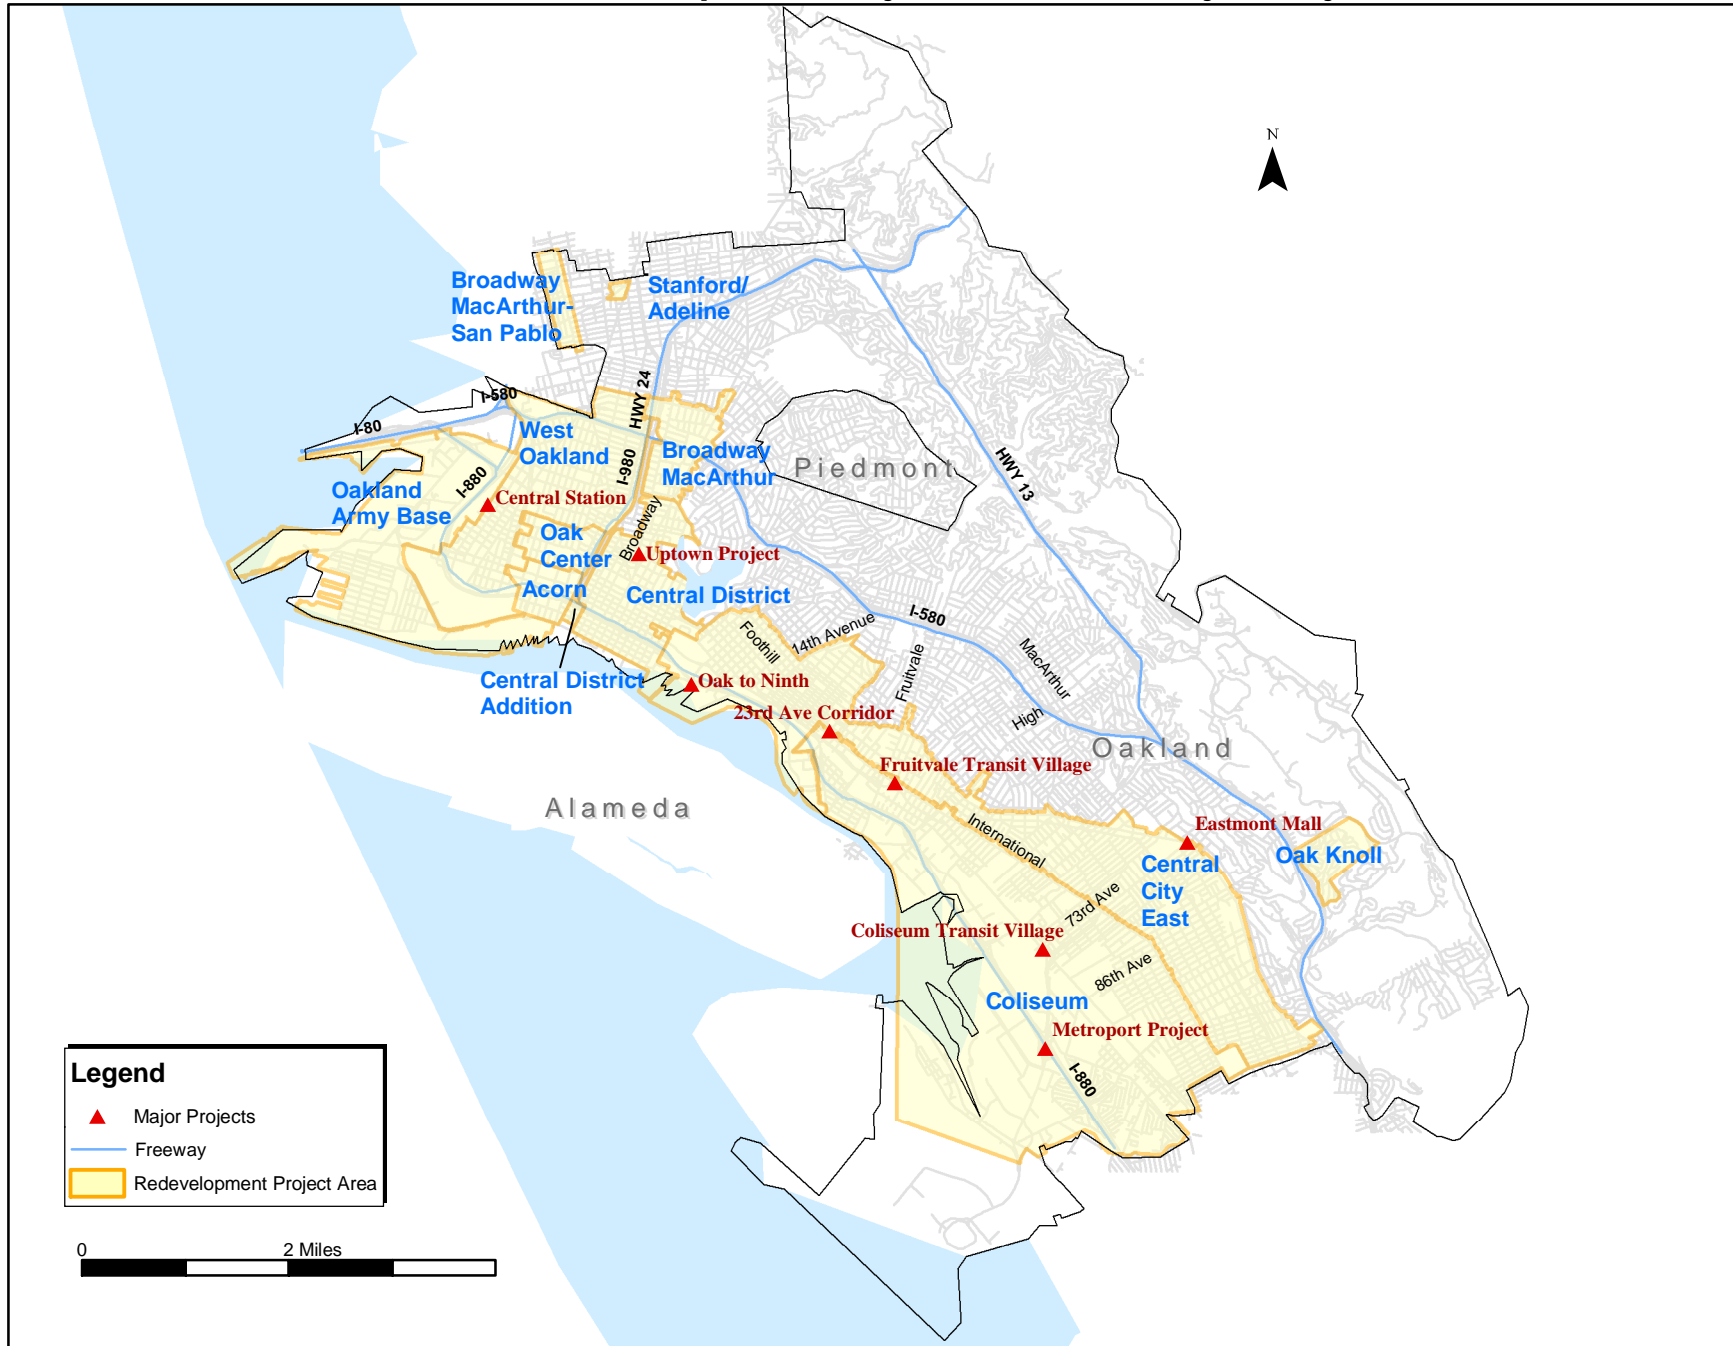 N
Broadway
MacArthur-
San Pablo
Stanford/
Adeline
HWY 24
I-580
I-80
West
Oakland
Broadway
MacArthur
Piedmont
HWY 13
I-980
I-880
Oakland
Army Base
Central Station
Oak
Center
Broadway
Uptown Project
Acorn
Central District
I-580
14th Avenue
Foothill
Fruitvale
MacArthur
High
Central District
Addition
Oak to Ninth
23rd Ave Corridor
Oakland
Fruitvale Transit Village
Alameda
International
Eastmont Mall
Oak Knoll
Central
City
East
73rd Ave
Coliseum Transit Village
86th Ave
Coliseum
Metroport Project
I-880
Legend
Major Projects
Freeway
Redevelopment Project Area
0
2 Miles